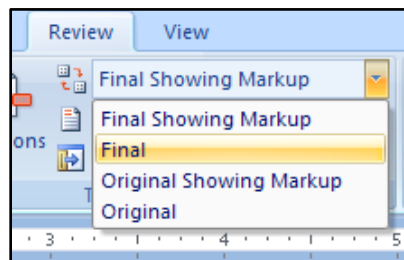 Review View
Final Showing Markup
Final Showing Markup
ons Final
Original Showing Markup
T Original
3 4 5